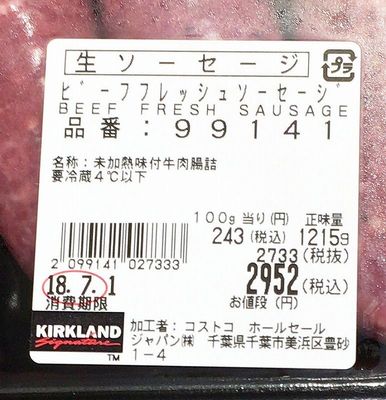 生ソーセージ
プラ
ビーフフレッシュソーセージ
BEEF FRESH SAUSAGE
品番:99141
名称:未加熱味付牛肉腸詰
要冷蔵4℃以下
100g当り(円) 正味量
243(税込) 1215g
2733(税抜)
2 099141 027333
2952(税込)
18.7.1
お値段(円)
消費期限
KIRKLAND
Signature
TM
加工者:コストコ ホールセール
ジャパン㈱ 千葉県千葉市美浜区豊砂
1-4